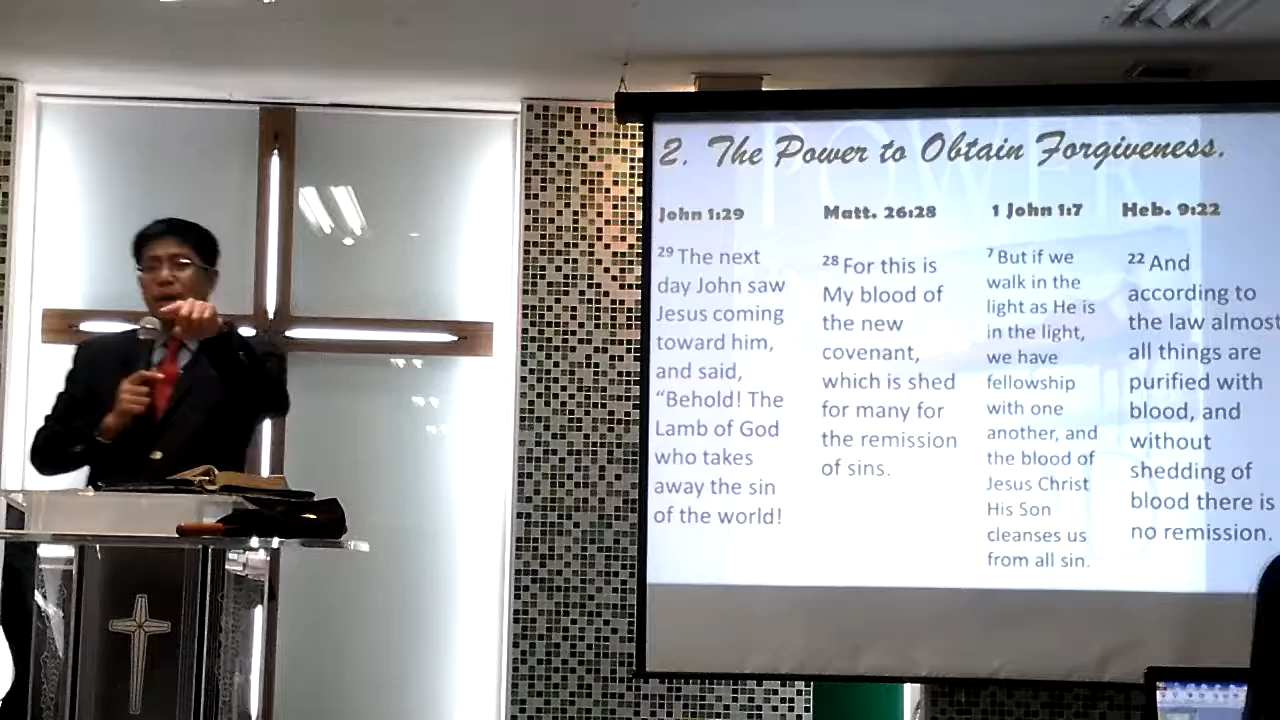 POWER
2. The Power to Obtain Forgiveness.
John 1:29
29 The next
day John saw
Jesus coming
toward him,
and said,
“Behold! The
Lamb of God
who takes
away the sin
of the world!
Matt. 26:28
28 For this is
My blood of
the new
covenant,
which is shed
for many for
the remission
of sins.
1 John 1:7
7 But if we
walk in the
light as He is
in the light,
we have
fellowship
with one
another, and
the blood of
Jesus Christ
His Son
cleanses us
from all sin.
Heb. 9:22
22 And
according to
the law almost
all things are
purified with
blood, and
without
shedding of
blood there is
no remission.